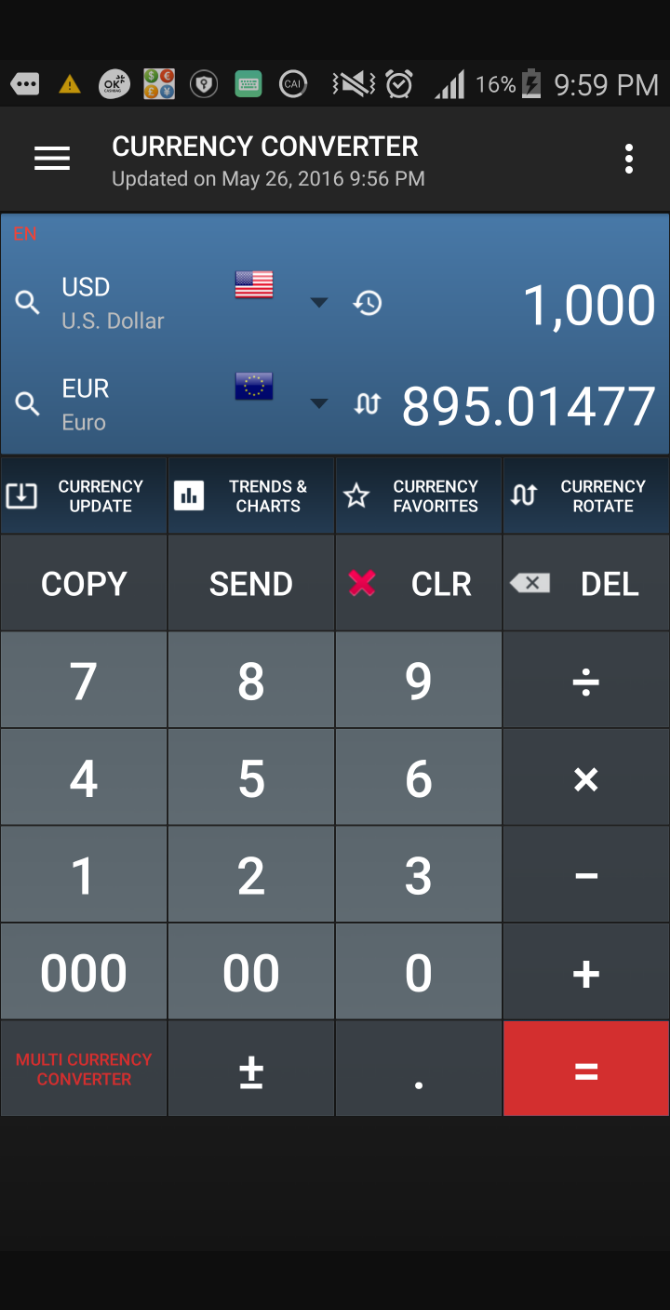 16% 9:59 PM
CURRENCY CONVERTER
Updated on May 26, 2016 9:56 PM
EN
USD
U.S. Dollar
1,000
EUR
Euro
895.01477
CURRENCY UPDATE
TRENDS & CHARTS
CURRENCY FAVORITES
CURRENCY ROTATE
COPY SEND CLR DEL
7 8 9 ÷
4 5 6 ×
1 2 3 −
000 00 0 +
MULTI CURRENCY CONVERTER
± . =